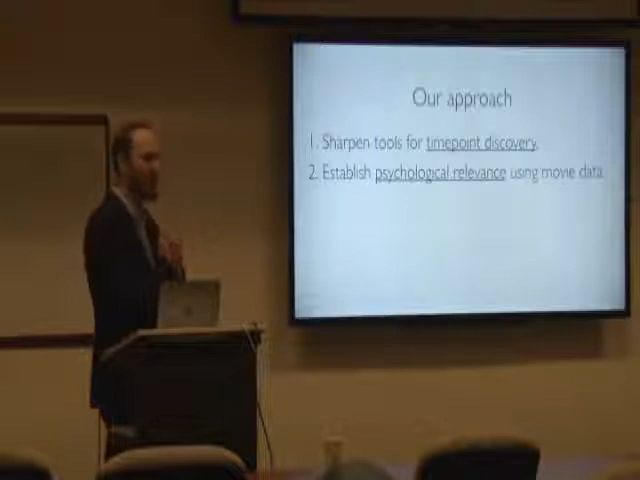 Our approach
1. Sharpen tools for timepoint discovery.
2. Establish psychological relevance using movie data